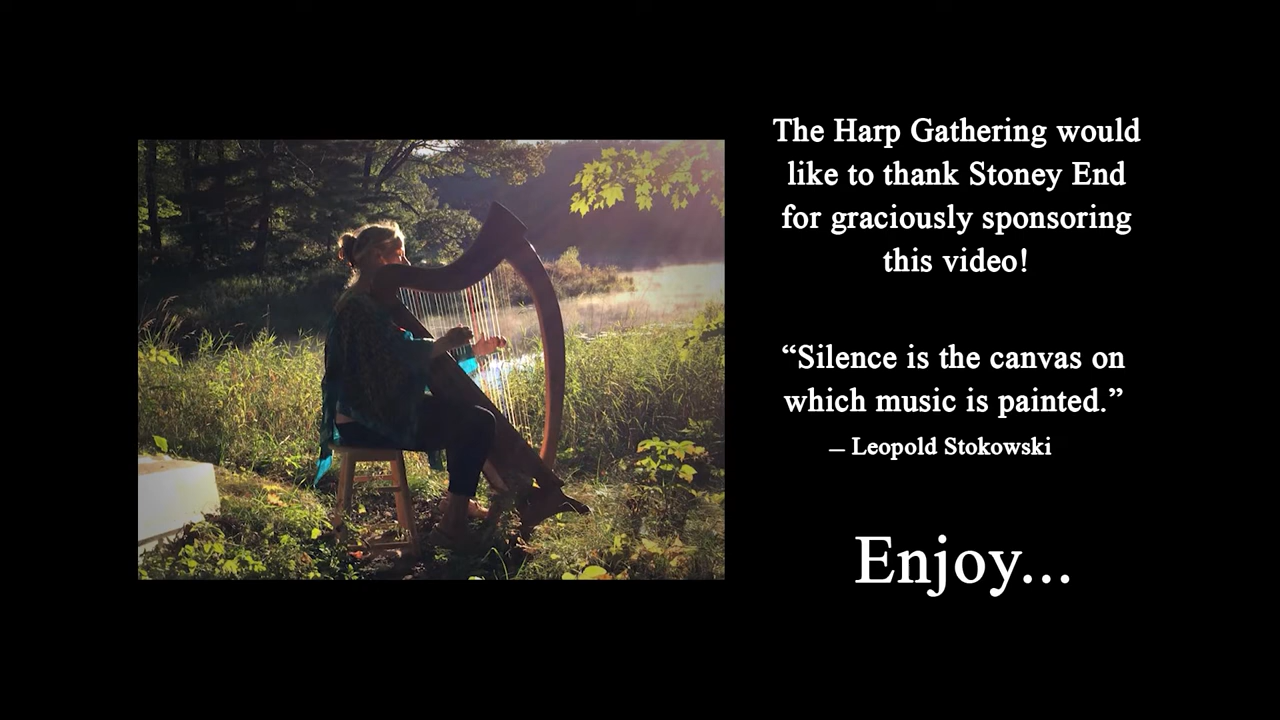 The Harp Gathering would
like to thank Stoney End
for graciously sponsoring
this video!
“Silence is the canvas on
which music is painted.”
— Leopold Stokowski
Enjoy...